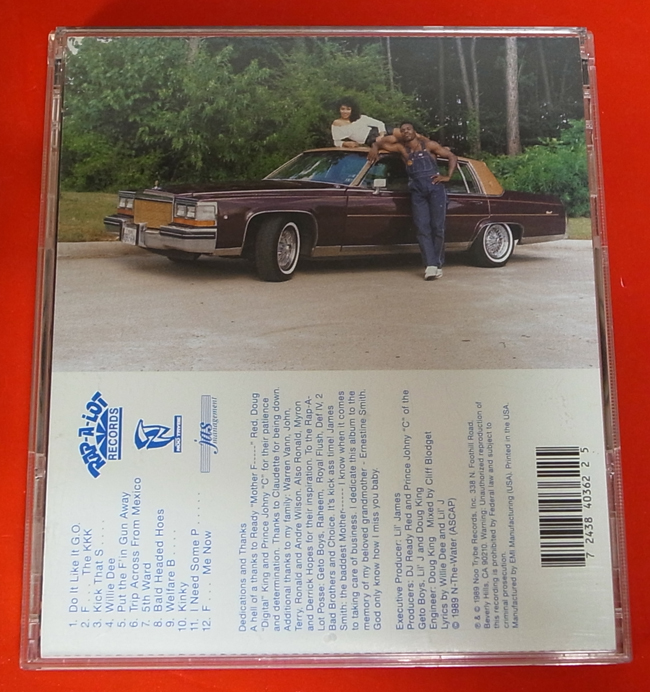 1. Do It Like It G.O.
2. F... The KKK
3. Kick That S....
4. Willie Dee
5. Put the F'in Gun Away
6. Trip Across From Mexico
7. 5th Ward
8. Bald Headed Hoes
9. Welfare B......
10. Kinky
11. I Need Some P......
12. F... Me Now
RAP-A-LOT
RECORDS
NOO TRYBE
jas
management
Dedications and Thanks
A hell of a thanks to Ready, "Mother F-----" Red, Doug
"Digital" King and Prince Johny "C" for their patience
and determination. Thanks to Claudette for being down.
Additional thanks to my family: Warren Vann, John,
Terry, Ronald and Andre Wilson. Also Ronald, Myron
and Derrick Hopes for their inspiration. To the Rap-A-
Lot Posse: Geto Boys, Raheem, Royal Flush, Def IV, 2
Bad Brothers and Choice. It's kick ass time! James
Smith: the baddest Mother------ I know when it comes
to taking care of business. I dedicate this album to the
memory of my beloved grandmother - Ernestine Smith.
God only know how I miss you baby.
Executive Producer: Lil' James
Producers: DJ Ready Red and Prince Johny "C" of the
Geto Boys, Lil' J and Doug King
Engineer: Doug King Mixed by Cliff Blodget
Lyrics by Willie Dee and Lil' J
© 1989 N-The-Water (ASCAP)
℗ & © 1989 Noo Trybe Records, Inc. 338 N. Foothill Road,
Beverly Hills, CA 90210. Warning: Unauthorized reproduction of
this recording is prohibited by Federal law and subject to
criminal prosecution.
Manufactured by EMI Manufacturing (USA). Printed in the USA.
7 2438 40362 2 5